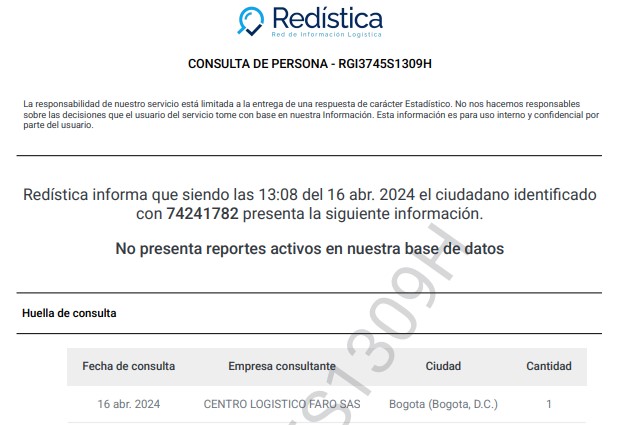 Redística
Red de Información Logística
CONSULTA DE PERSONA - RGI3745S1309H
La responsabilidad de nuestro servicio está limitada a la entrega de una respuesta de carácter Estadístico. No nos hacemos responsables
sobre las decisiones que el usuario del servicio tome con base en nuestra Información. Esta información es para uso interno y confidencial por
parte del usuario.
Redística informa que siendo las 13:08 del 16 abr. 2024 el ciudadano identificado
con 74241782 presenta la siguiente información.
No presenta reportes activos en nuestra base de datos
Huella de consulta
Fecha de consulta Empresa consultante Ciudad Cantidad
16 abr. 2024 CENTRO LOGISTICO FARO SAS Bogota (Bogota, D.C.) 1